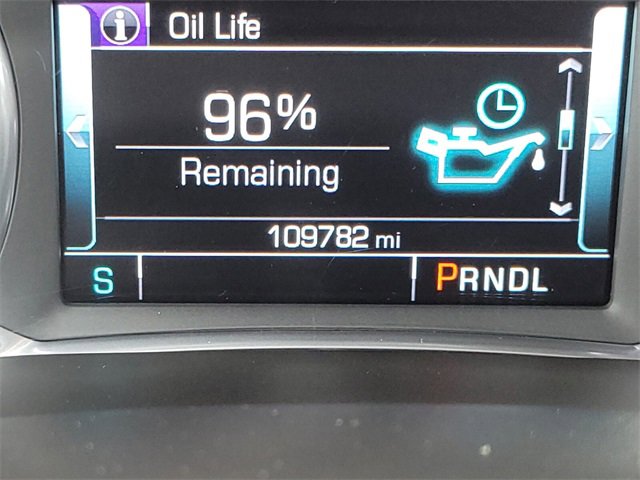 i Oil Life
96%
Remaining
109782 mi
S PRNDL